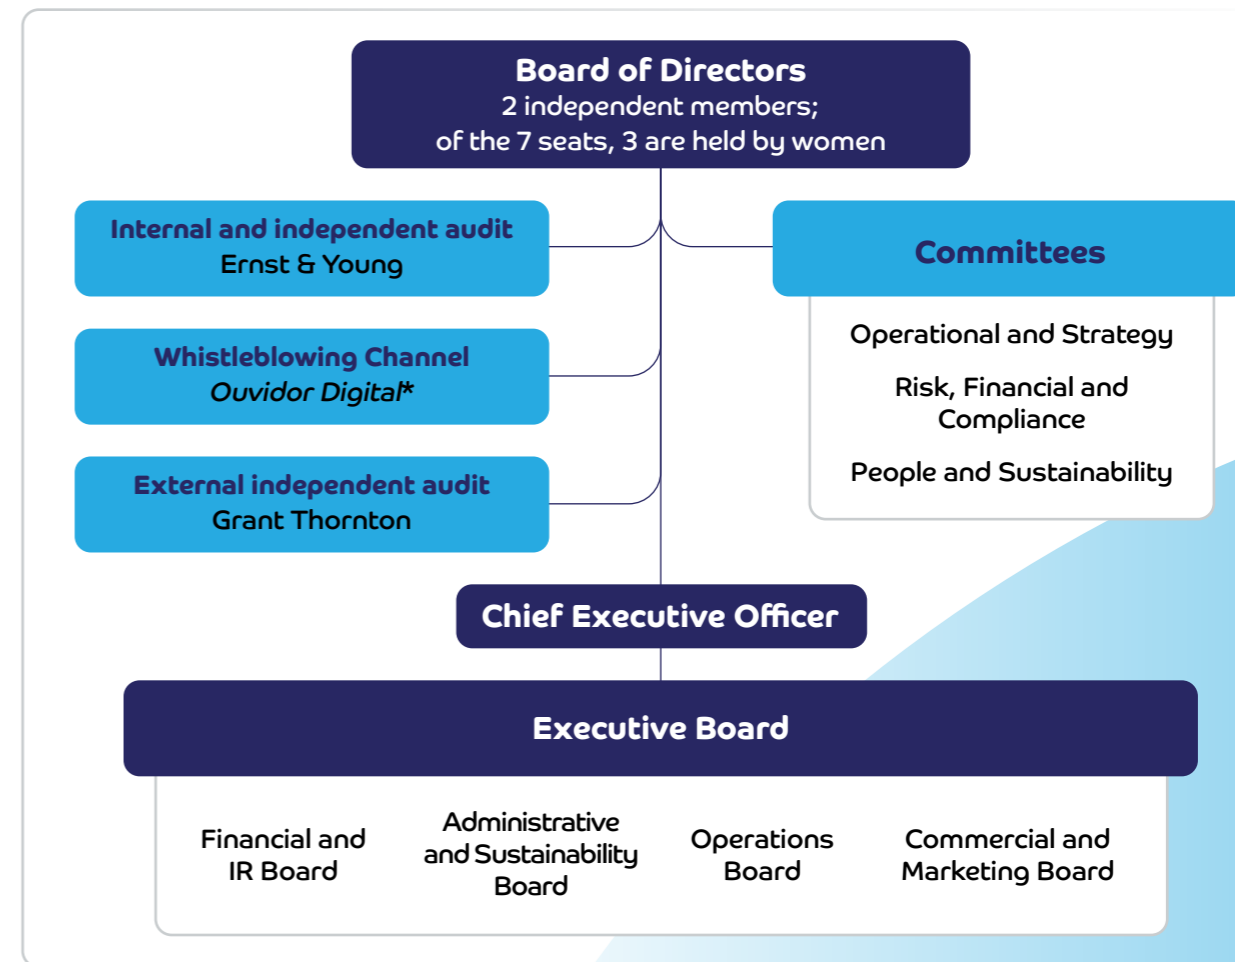 Board of Directors
2 independent members;
of the 7 seats, 3 are held by women
Internal and independent audit
Ernst & Young
Whistleblowing Channel
Ouvidor Digital*
External independent audit
Grant Thornton
Committees
Operational and Strategy
Risk, Financial and
Compliance
People and Sustainability
Chief Executive Officer
Executive Board
Financial and
IR Board
Administrative
and Sustainability
Board
Operations
Board
Commercial and
Marketing Board